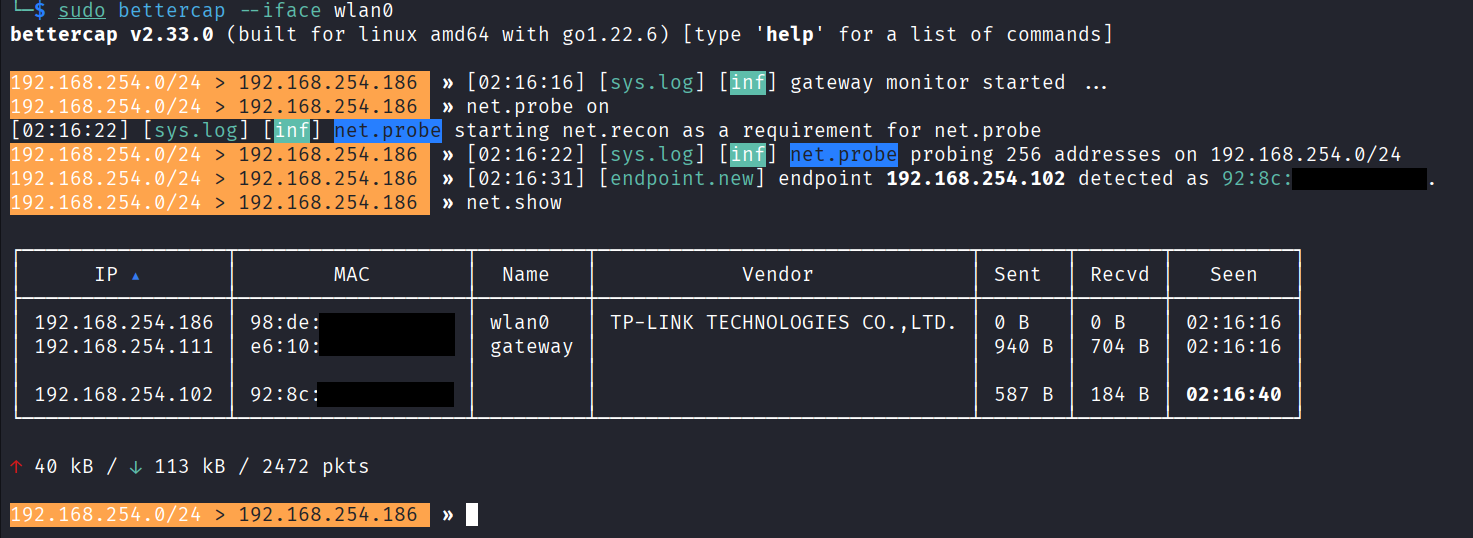 └─$ sudo bettercap --iface wlan0
bettercap v2.33.0 (built for linux amd64 with go1.22.6) [type 'help' for a list of commands]
192.168.254.0/24 > 192.168.254.186 » [02:16:16] [sys.log] [inf] gateway monitor started ...
192.168.254.0/24 > 192.168.254.186 » net.probe on
[02:16:22] [sys.log] [inf] net.probe starting net.recon as a requirement for net.probe
192.168.254.0/24 > 192.168.254.186 » [02:16:22] [sys.log] [inf] net.probe probing 256 addresses on 192.168.254.0/24
192.168.254.0/24 > 192.168.254.186 » [02:16:31] [endpoint.new] endpoint 192.168.254.102 detected as 92:8c: .
192.168.254.0/24 > 192.168.254.186 » net.show
IP ▴ MAC Name Vendor Sent Recvd Seen
192.168.254.186 98:de: wlan0 TP-LINK TECHNOLOGIES CO.,LTD. 0 B 0 B 02:16:16
192.168.254.111 e6:10: gateway 940 B 704 B 02:16:16
192.168.254.102 92:8c: 587 B 184 B 02:16:40
↑ 40 kB / ↓ 113 kB / 2472 pkts
192.168.254.0/24 > 192.168.254.186 »